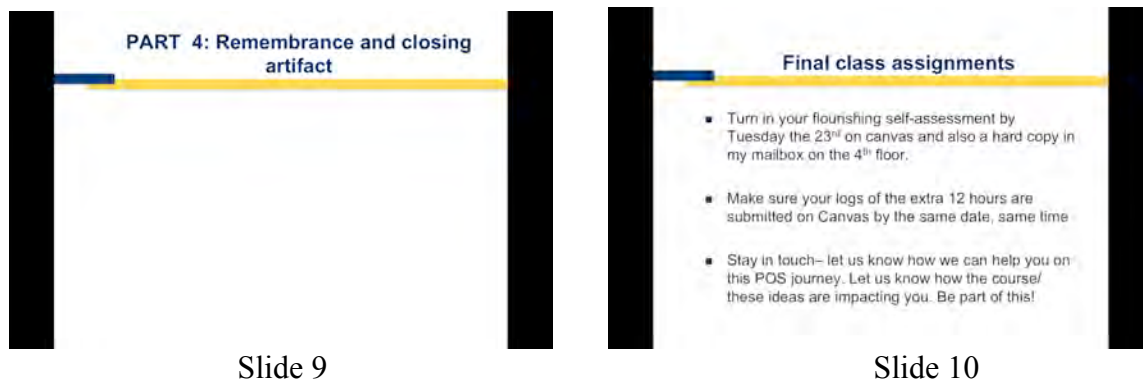 PART 4: Remembrance and closing
artifact
Slide 9
Final class assignments
▪ Turn in your flourishing self-assessment by
Tuesday the 23rd on canvas and also a hard copy in
my mailbox on the 4th floor.
▪ Make sure your logs of the extra 12 hours are
submitted on Canvas by the same date, same time
▪ Stay in touch– let us know how we can help you on
this POS journey. Let us know how the course/
these ideas are impacting you. Be part of this!
Slide 10